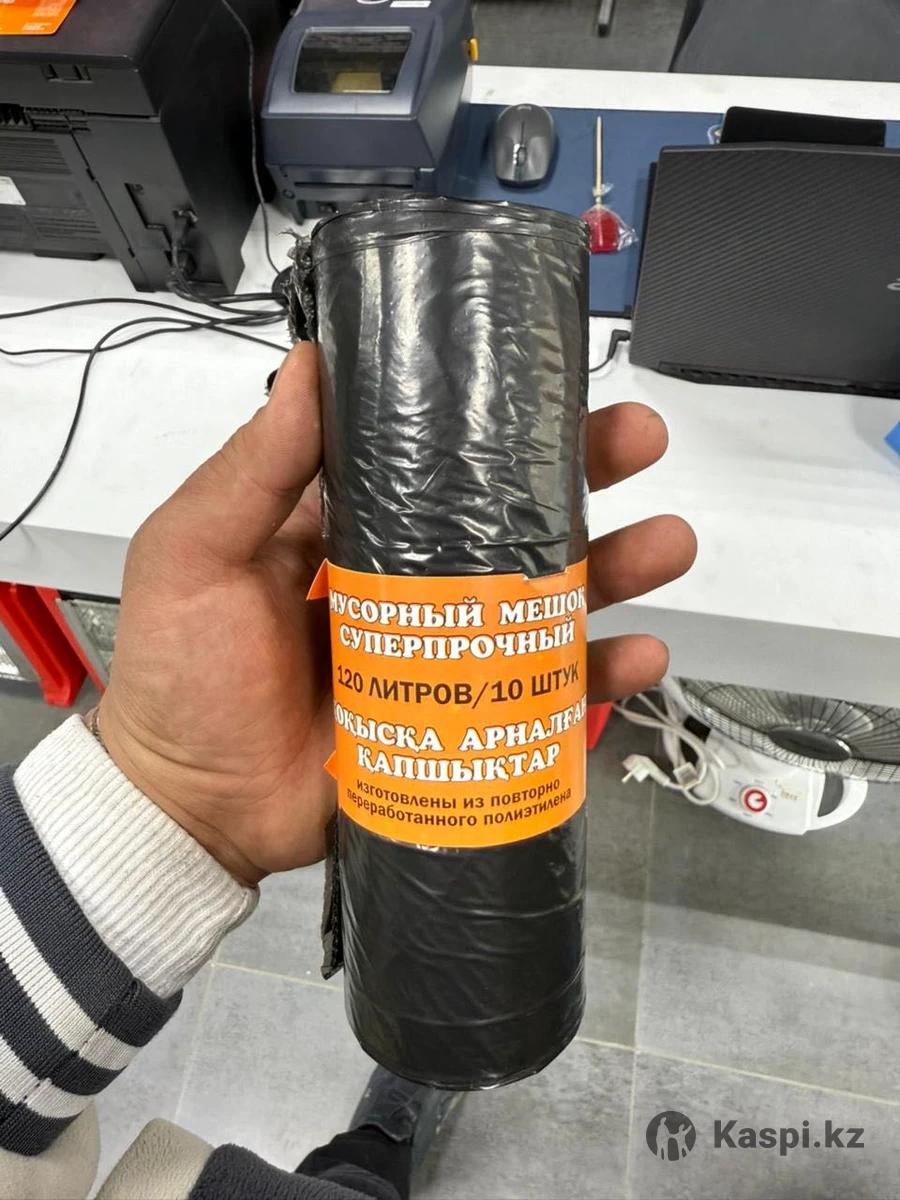 МУСОРНЫЙ МЕШОК
СУПЕРПРОЧНЫЙ
120 ЛИТРОВ/10 ШТУК
ҚОҚЫСҚА АРНАЛҒАН
ҚАПШЫҚТАР
изготовлены из повторно
переработанного полиэтилена
Kaspi.kz